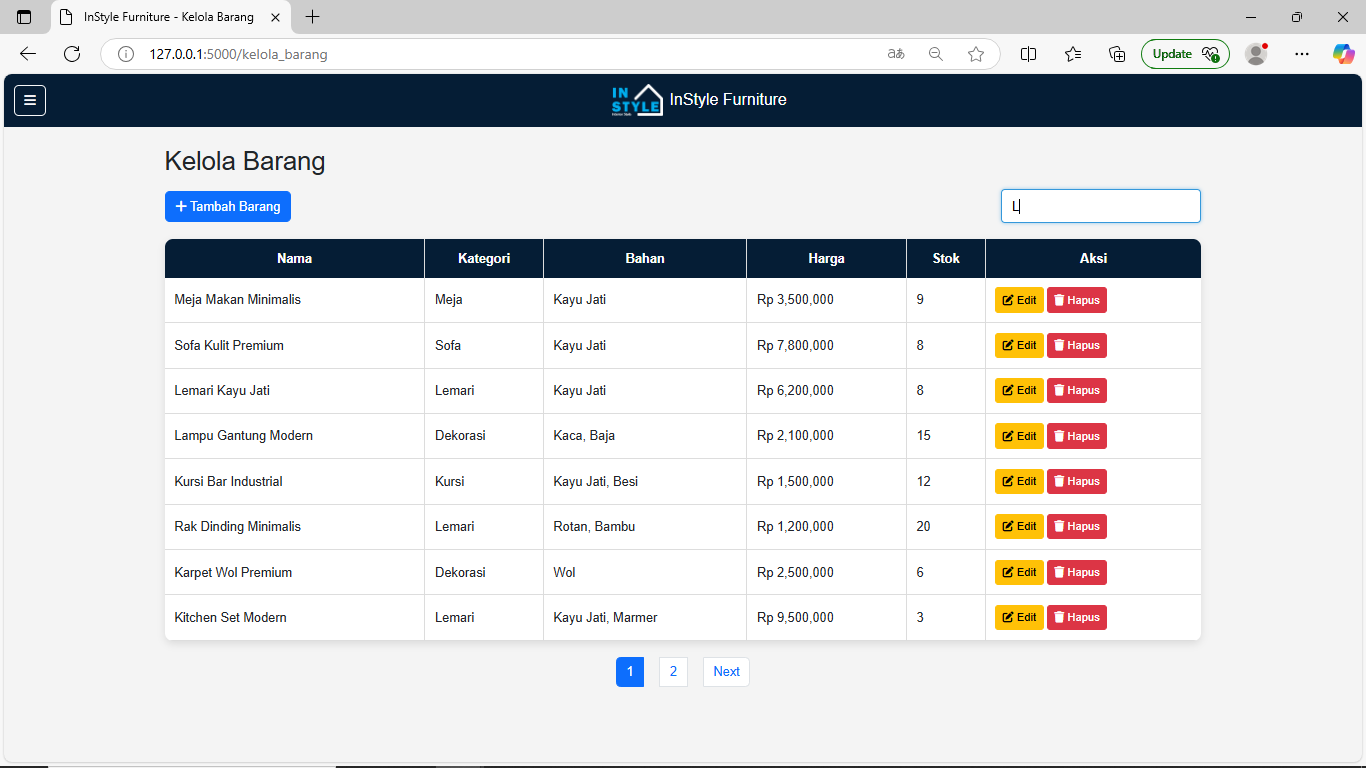 InStyle Furniture - Kelola Barang
127.0.0.1:5000/kelola_barang
aあ
Update
IN STYLE
InStyle Furniture
Kelola Barang
Tambah Barang
L
Nama Kategori Bahan Harga Stok Aksi
Meja Makan Minimalis Meja Kayu Jati Rp 3,500,000 9 Edit Hapus
Sofa Kulit Premium Sofa Kayu Jati Rp 7,800,000 8 Edit Hapus
Lemari Kayu Jati Lemari Kayu Jati Rp 6,200,000 8 Edit Hapus
Lampu Gantung Modern Dekorasi Kaca, Baja Rp 2,100,000 15 Edit Hapus
Kursi Bar Industrial Kursi Kayu Jati, Besi Rp 1,500,000 12 Edit Hapus
Rak Dinding Minimalis Lemari Rotan, Bambu Rp 1,200,000 20 Edit Hapus
Karpet Wol Premium Dekorasi Wol Rp 2,500,000 6 Edit Hapus
Kitchen Set Modern Lemari Kayu Jati, Marmer Rp 9,500,000 3 Edit Hapus
1 2 Next